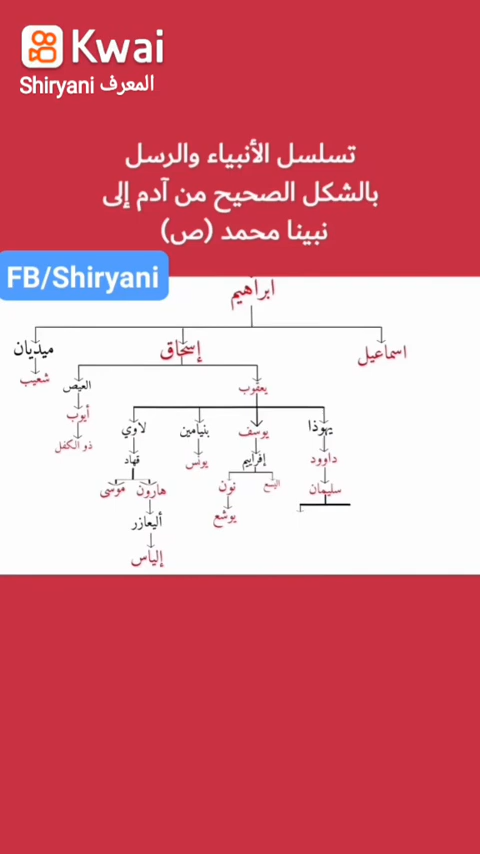 Kwai
المعرف Shiryani
تسلسل الأنبياء والرسل
بالشكل الصحيح من آدم إلى
نبينا محمد (ص)
FB/Shiryani
ابراهيم
اسماعيل
إسحاق
ميديان
شعيب
يعقوب
العيص
أيوب
ذو الكفل
يهوذا
يوسف
بنيامين
لاوي
داوود
إفراييم
يونس
قهاد
سليمان
اليسع
نون
هارون
موسى
يوشع
أليعازر
إلياس